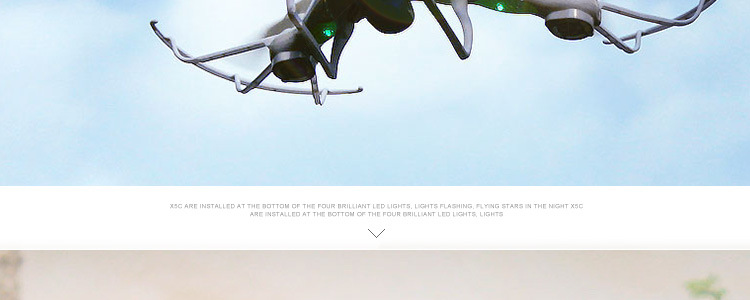 X5C ARE INSTALLED AT THE BOTTOM OF THE FOUR BRILLIANT LED LIGHTS, LIGHTS FLASHING, FLYING STARS IN THE NIGHT X5C
ARE INSTALLED AT THE BOTTOM OF THE FOUR BRILLIANT LED LIGHTS, LIGHTS